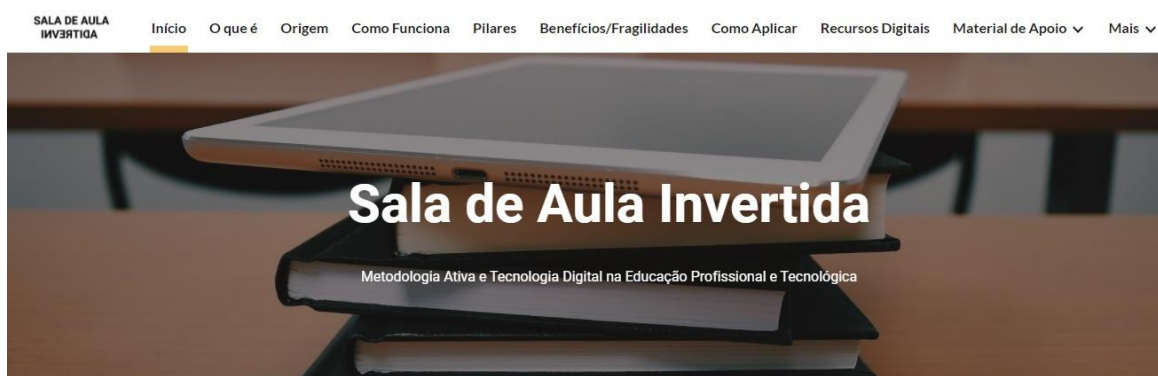 SALA DE AULA
INVERTIDA
Início O que é Origem Como Funciona Pilares Benefícios/Fragilidades Como Aplicar Recursos Digitais Material de Apoio Mais
Sala de Aula Invertida
Metodologia Ativa e Tecnologia Digital na Educação Profissional e Tecnológica